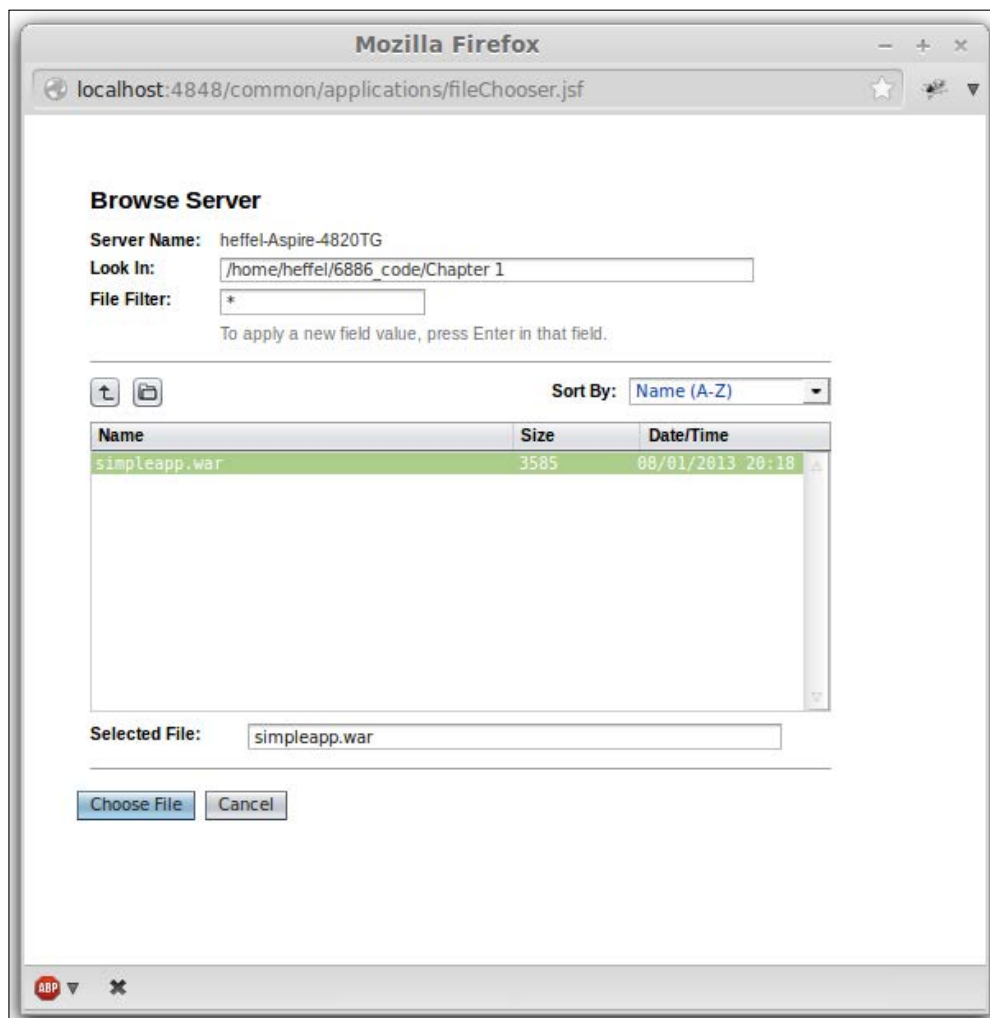 Mozilla Firefox
localhost:4848/common/applications/fileChooser.jsf
Browse Server
Server Name: heffel-Aspire-4820TG
Look In: /home/heffel/6886_code/Chapter 1
File Filter: *
To apply a new field value, press Enter in that field.
Sort By: Name (A-Z)
Name Size Date/Time
simpleapp.war 3585 08/01/2013 20:18
Selected File: simpleapp.war
Choose File Cancel
ABP